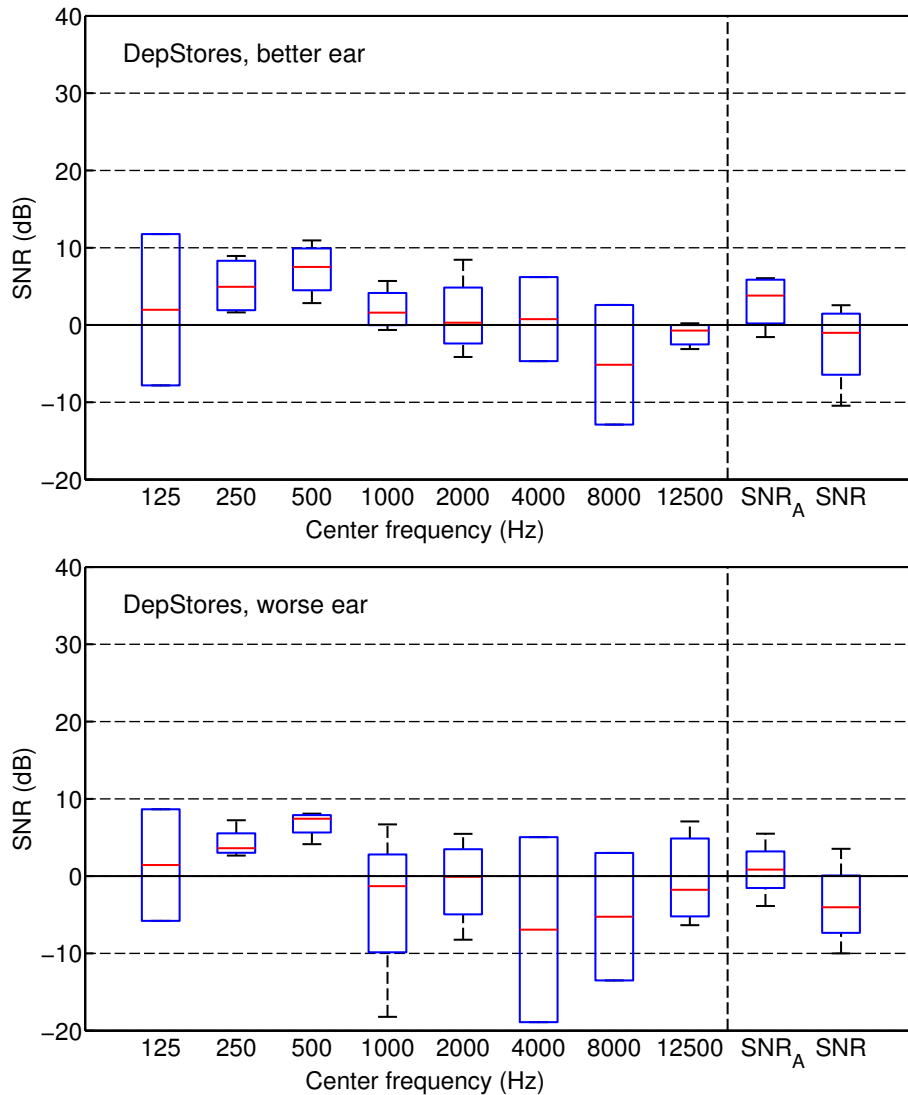 40
DepStores, better ear
30
20
10
0
−10
−20
SNR (dB)
125 250 500 1000 2000 4000 8000 12500 SNR_A SNR
Center frequency (Hz)
40
DepStores, worse ear
30
20
10
0
−10
−20
SNR (dB)
125 250 500 1000 2000 4000 8000 12500 SNR_A SNR
Center frequency (Hz)